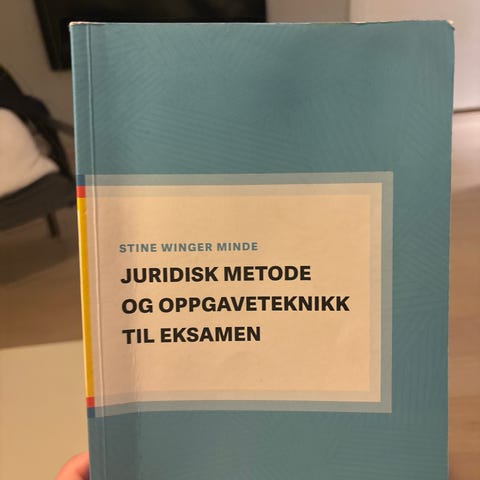 STINE WINGER MINDE
JURIDISK METODE
OG OPPGAVETEKNIKK
TIL EKSAMEN